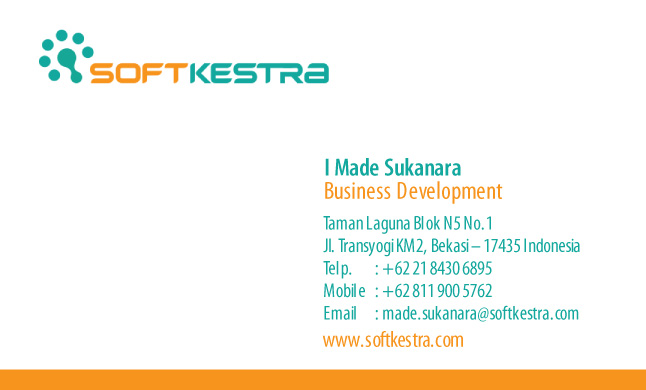 SOFTKESTRA
I Made Sukanara
Business Development
Taman Laguna Blok N5 No.1
Jl. Transyogi KM2, Bekasi – 17435 Indonesia
Telp. : +62 21 8430 6895
Mobile : +62 811 900 5762
Email : made.sukanara@softkestra.com
www.softkestra.com